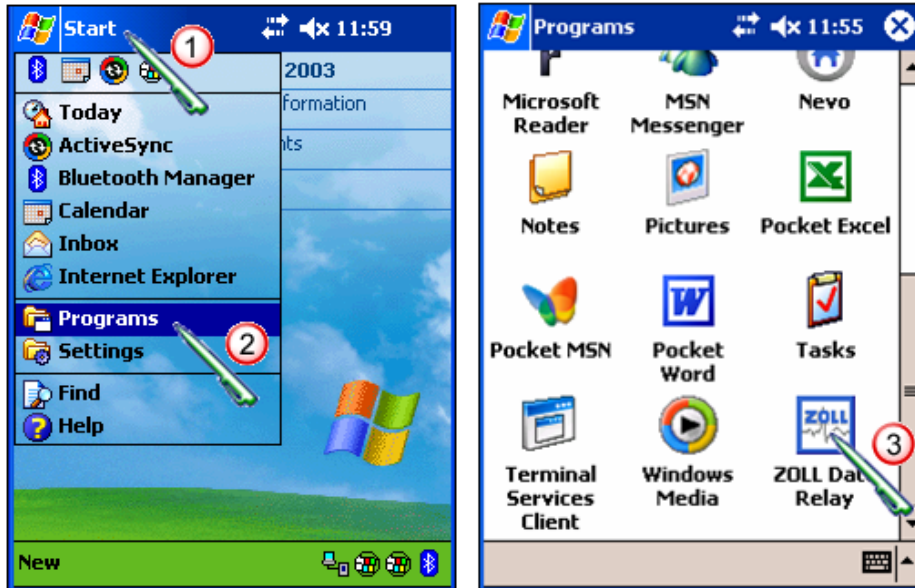 Start
11:59
1
2003
formation
Today
nts
ActiveSync
Bluetooth Manager
Calendar
Inbox
Internet Explorer
Programs
2
Settings
Find
Help
New
Programs
11:55
Microsoft
Reader
MSN
Messenger
Nevo
Notes
Pictures
Pocket Excel
Pocket MSN
Pocket
Word
Tasks
ZOLL
3
Terminal
Services
Client
Windows
Media
ZOLL Dat
Relay